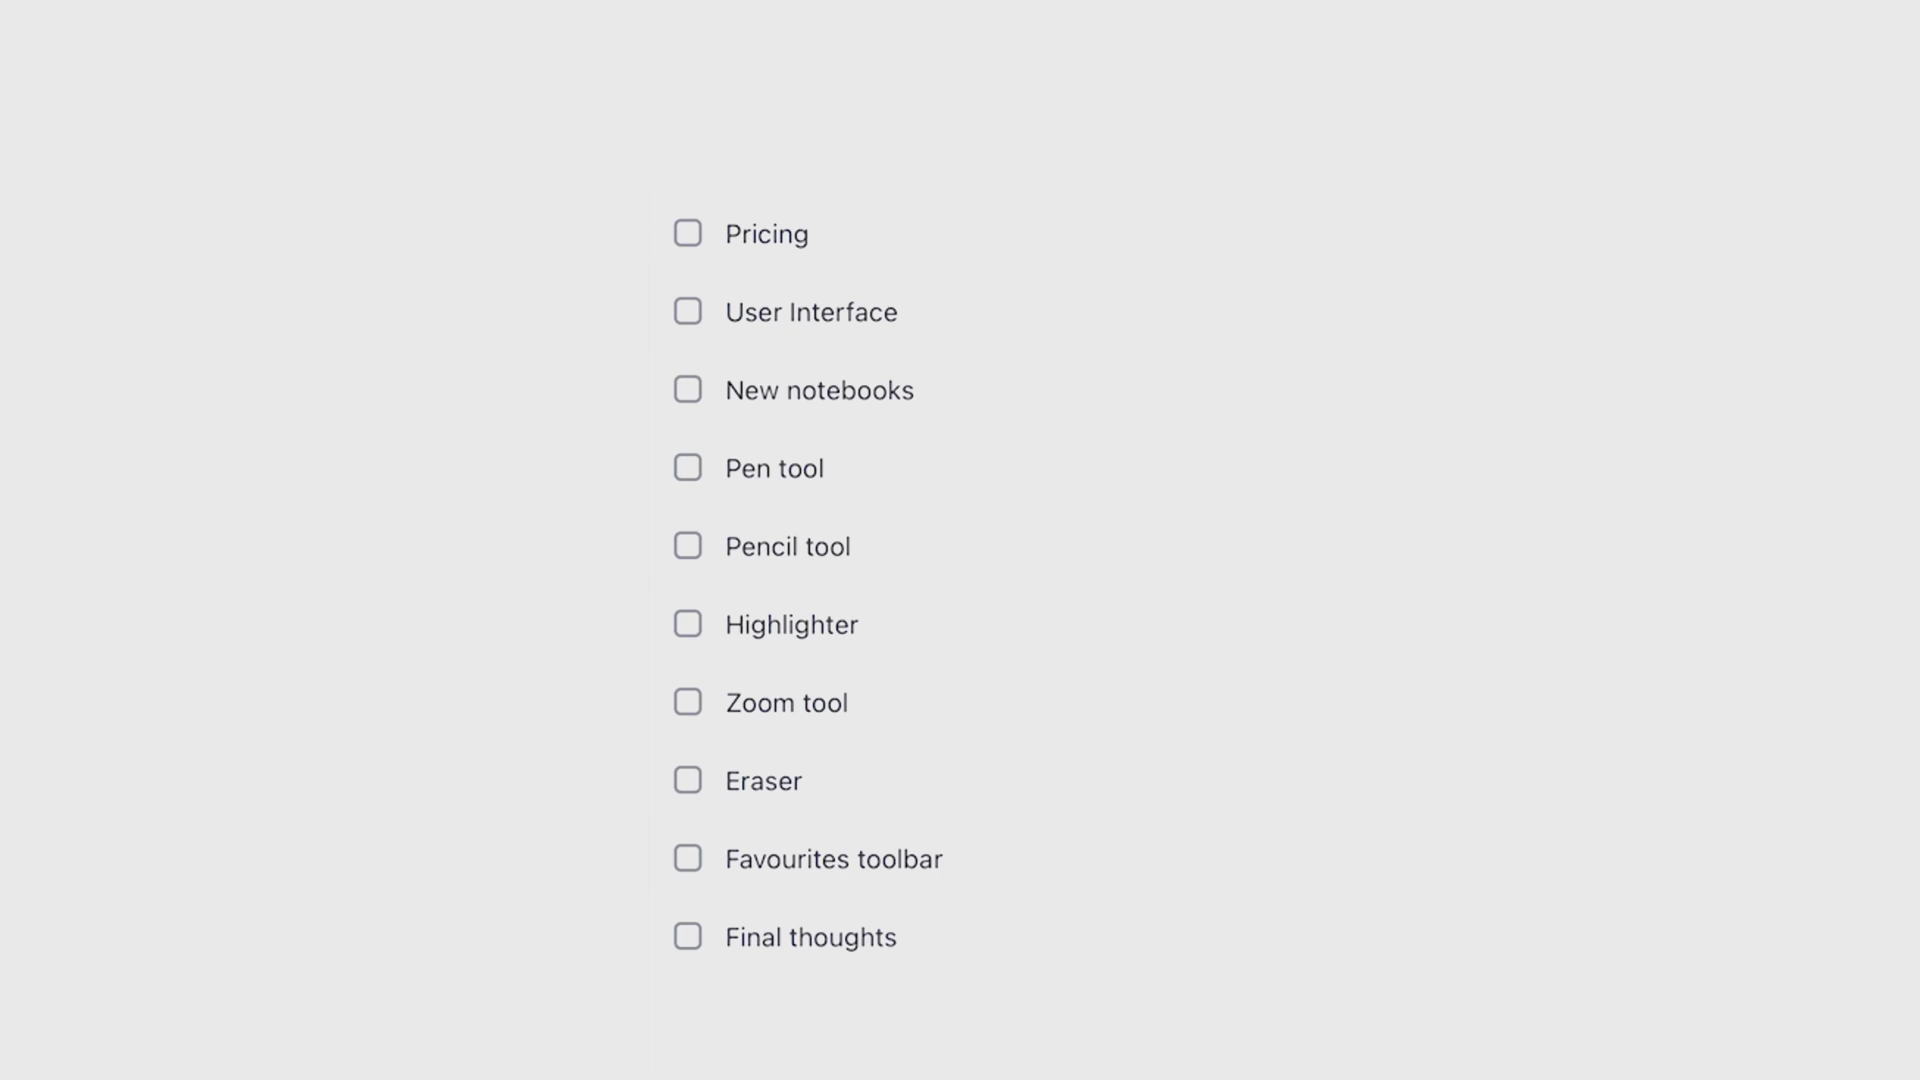 Pricing
User Interface
New notebooks
Pen tool
Pencil tool
Highlighter
Zoom tool
Eraser
Favourites toolbar
Final thoughts